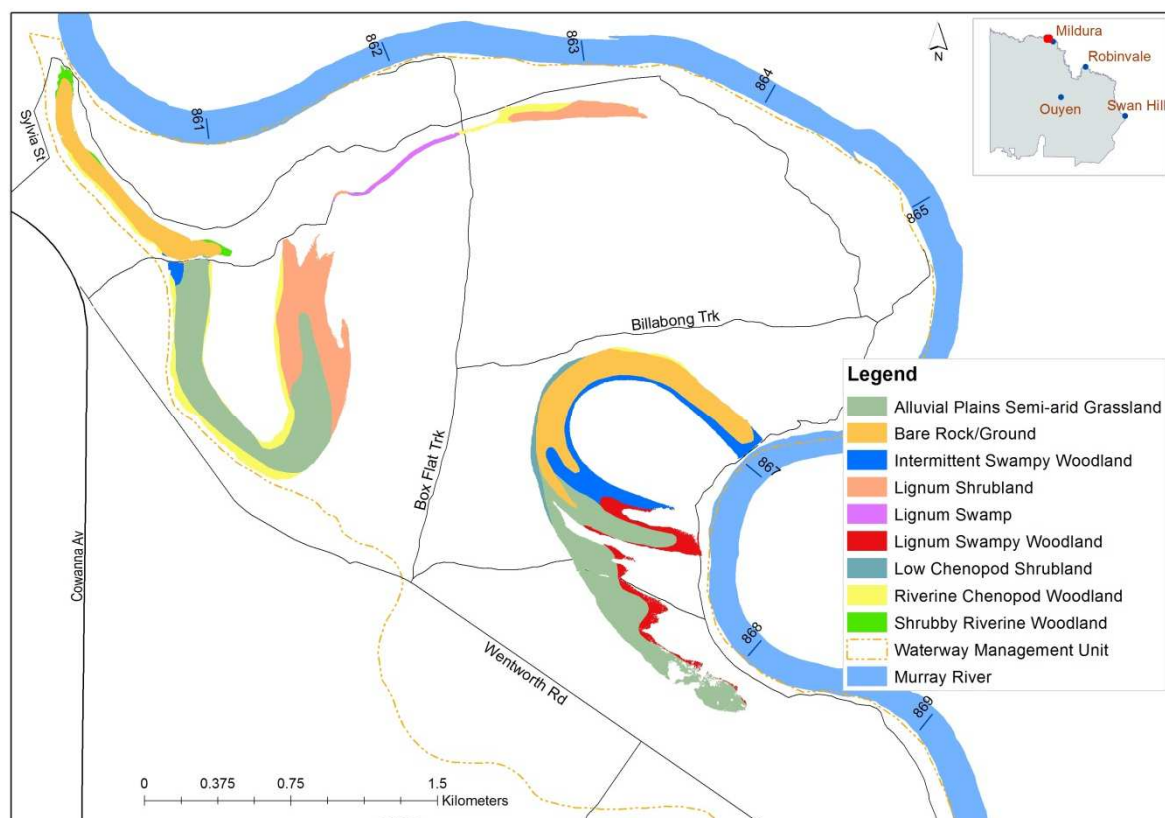 862
863
864
861
865
867
868
869
N
Mildura
Robinvale
Ouyen
Swan Hill
Sylvia St
Billabong Trk
Box Flat Trk
Cowanna Av
Wentworth Rd
Legend
Alluvial Plains Semi-arid Grassland
Bare Rock/Ground
Intermittent Swampy Woodland
Lignum Shrubland
Lignum Swamp
Lignum Swampy Woodland
Low Chenopod Shrubland
Riverine Chenopod Woodland
Shrubby Riverine Woodland
Waterway Management Unit
Murray River
0 0.375 0.75 1.5
Kilometers